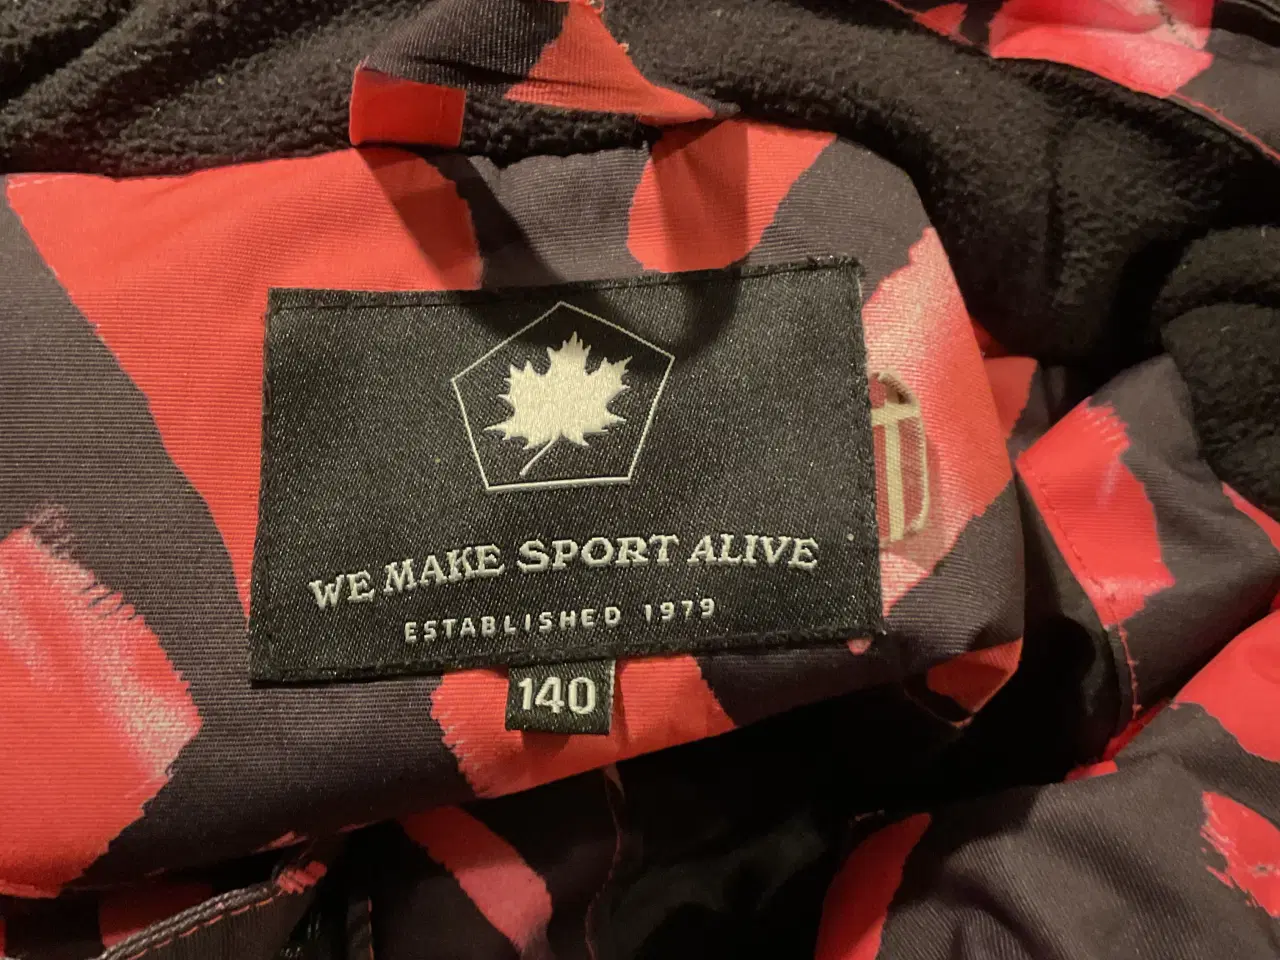 WE MAKE SPORT ALIVE
ESTABLISHED 1979
140